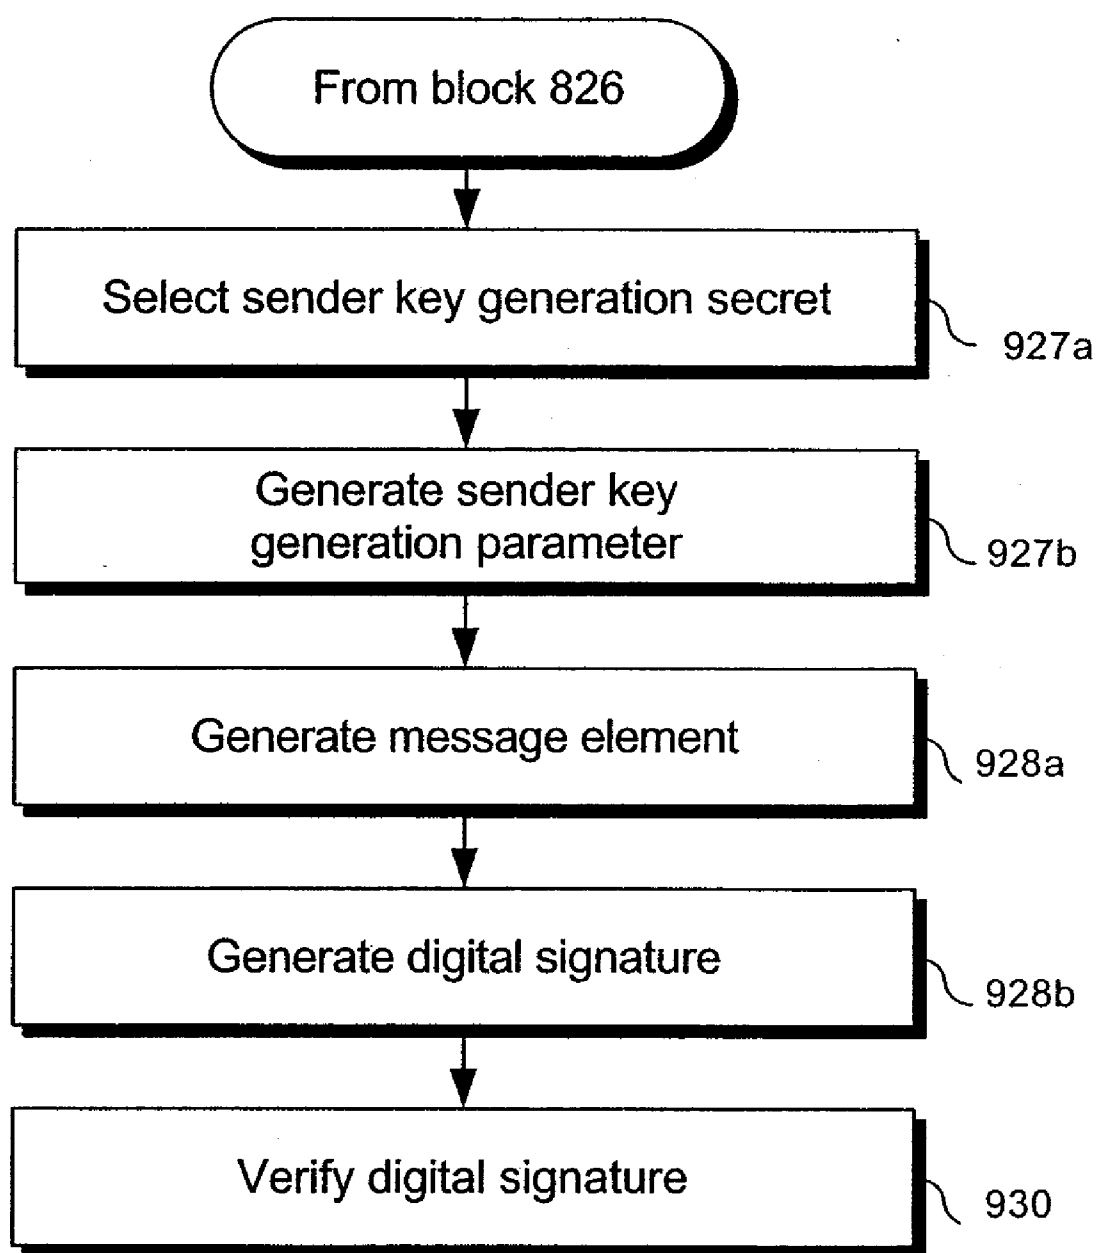 From block 826
Select sender key generation secret
927a
Generate sender key
generation parameter
927b
Generate message element
928a
Generate digital signature
928b
Verify digital signature
930